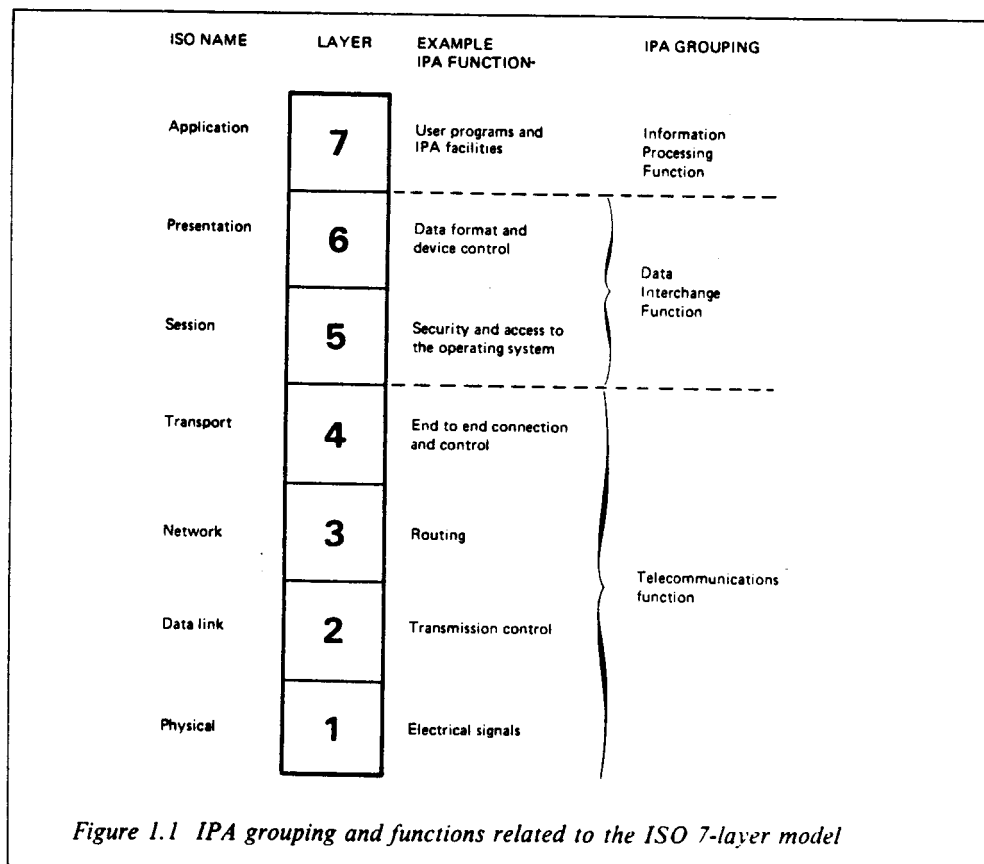 ISO NAME LAYER EXAMPLE IPA FUNCTION- IPA GROUPING
Application 7 User programs and
IPA facilities
Information
Processing
Function
Presentation 6 Data format and
device control
Data
Interchange
Function
Session 5 Security and access to
the operating system
Transport 4 End to end connection
and control
Network 3 Routing
Telecommunications
function
Data link 2 Transmission control
Physical 1 Electrical signals
Figure 1.1 IPA grouping and functions related to the ISO 7-layer model